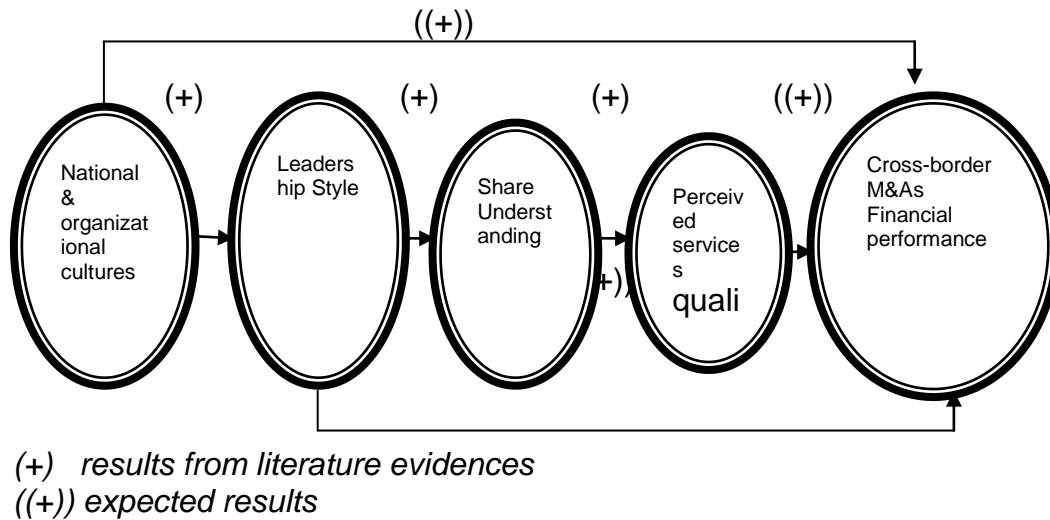 ((+))
(+)
(+)
(+)
((+))
National
&
organizat
ional
cultures
Leaders
hip Style
Share
Underst
anding
Perceiv
ed
service
s
quali
Cross-border
M&As
Financial
performance
+))
(+) results from literature evidences
((+)) expected results